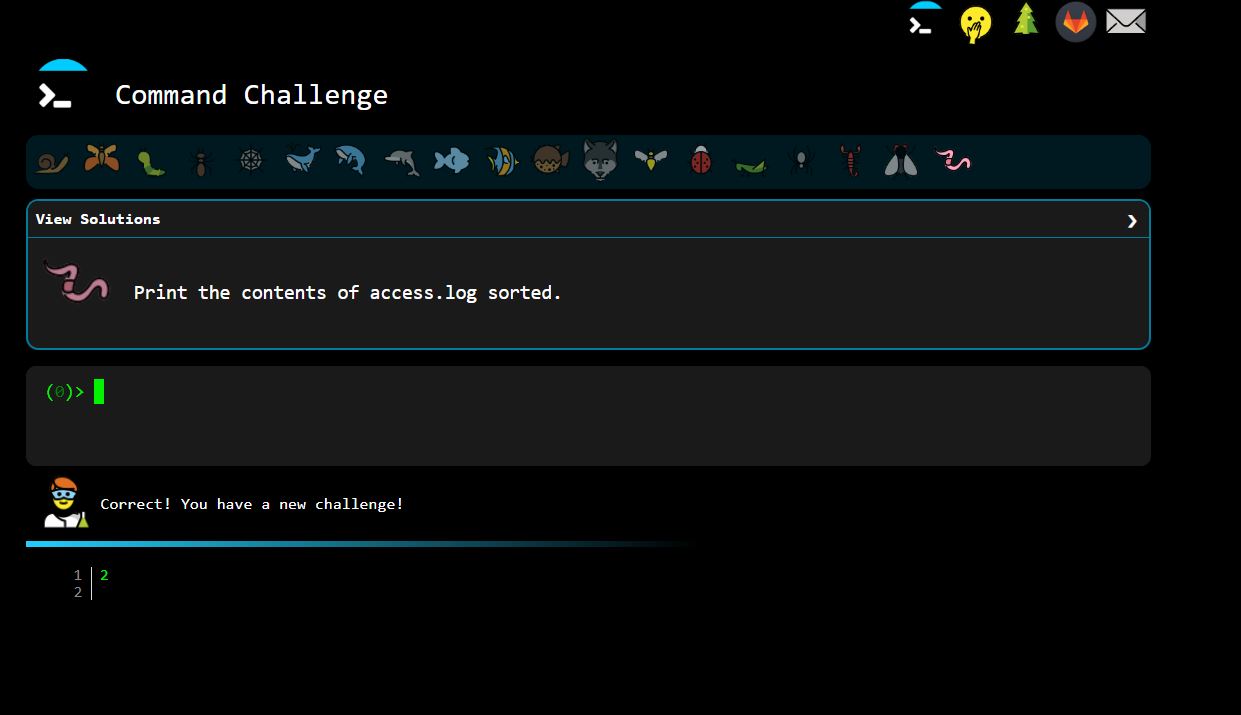 Command Challenge
View Solutions
Print the contents of access.log sorted.
(0)>
Correct! You have a new challenge!
1 2
2